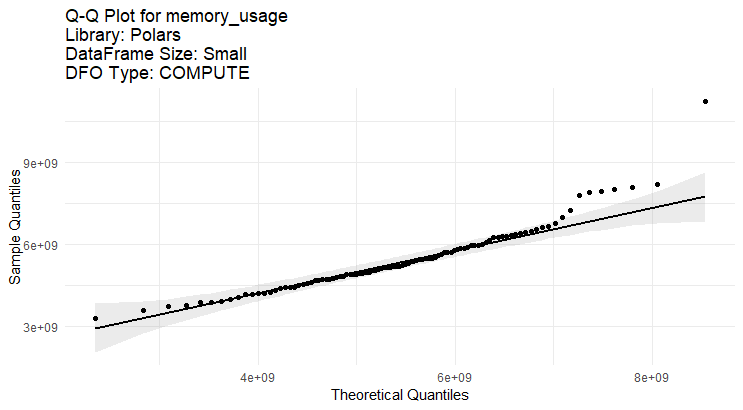 Q-Q Plot for memory_usage
Library: Polars
DataFrame Size: Small
DFO Type: COMPUTE
9e+09
6e+09
3e+09
Sample Quantiles
4e+09 6e+09 8e+09
Theoretical Quantiles